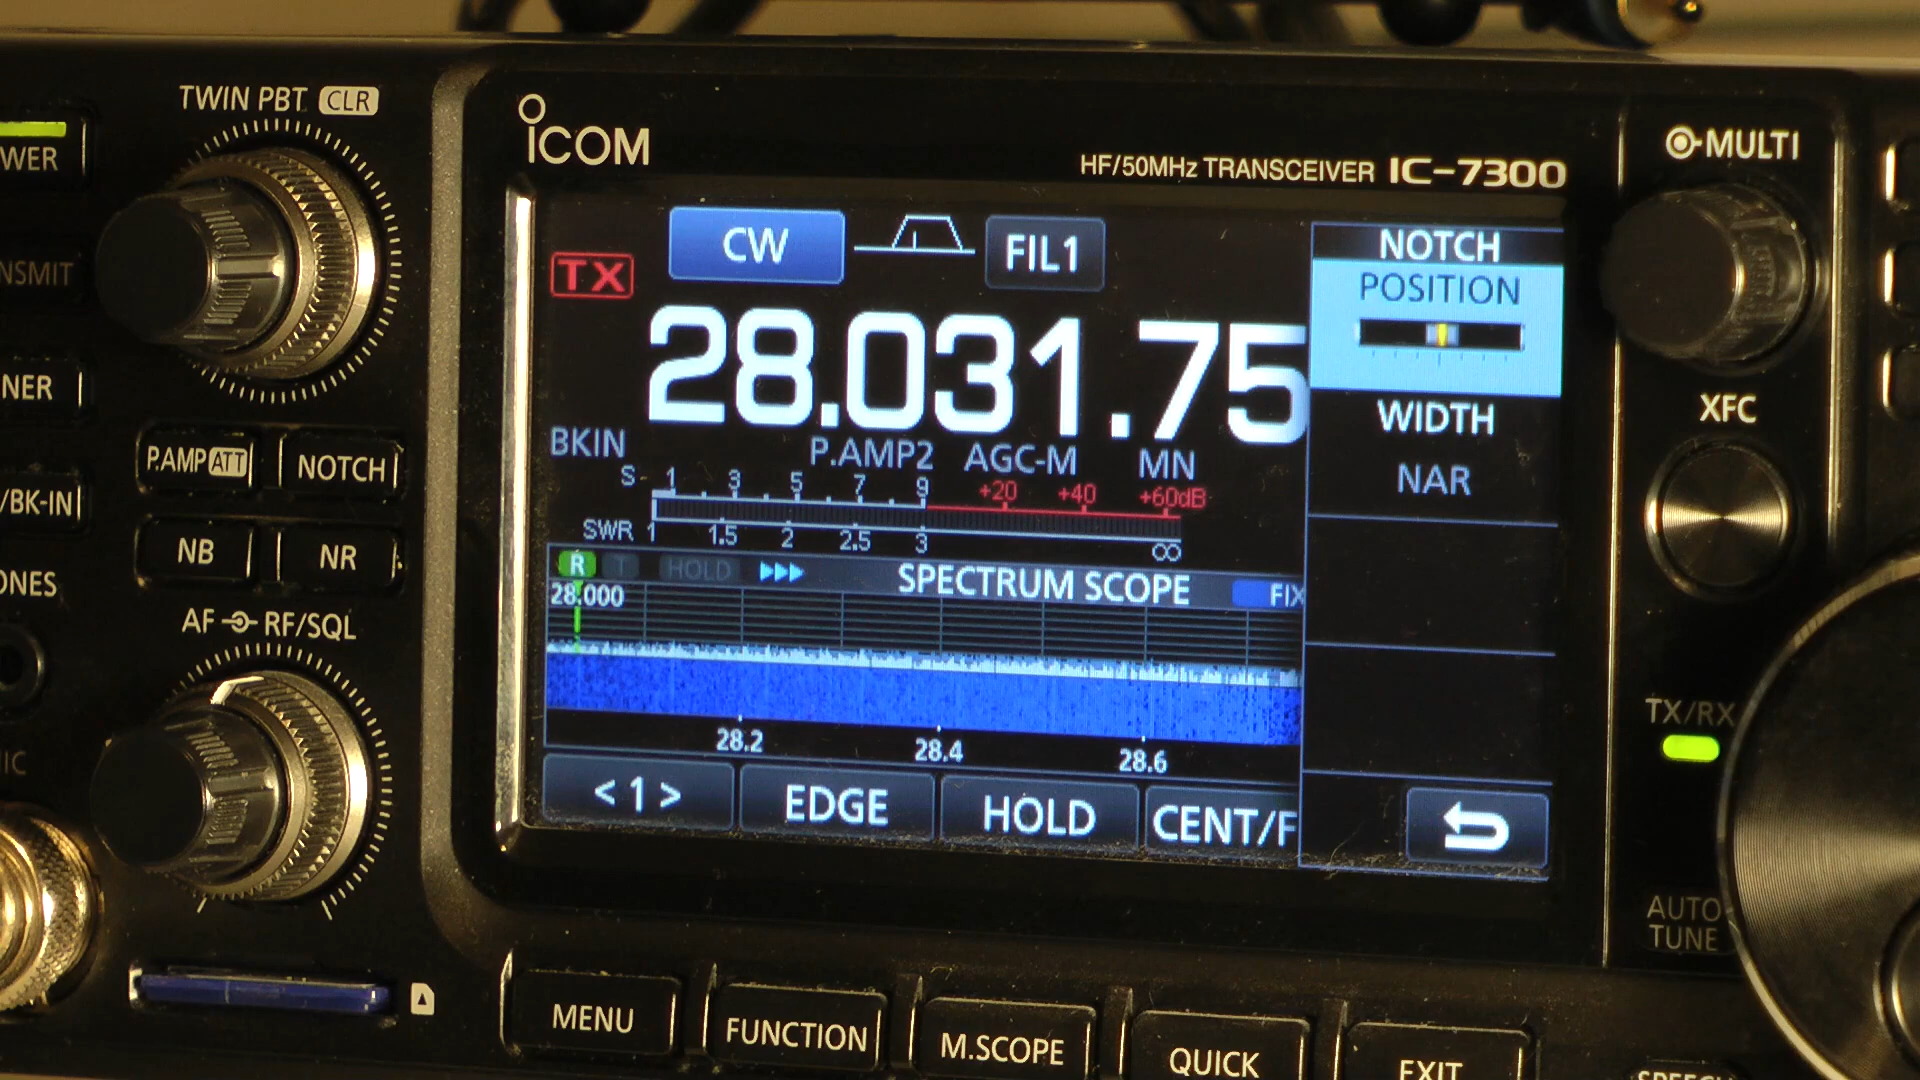 TWIN PBT CLR
WER
NSMIT
NER
P.AMP ATT
NOTCH
/BK-IN
NB
NR
ONES
AF RF/SQL
IC
ICOM
HF/50MHz TRANSCEIVER IC-7300
TX
CW
FIL1
28.031.75
BKIN
P.AMP2
AGC-M
MN
S 1 3 5 7 9 +20 +40 +60dB
SWR 1 1.5 2 2.5 3 ∞
R T HOLD SPECTRUM SCOPE FIX
28.000
28.2 28.4 28.6
<1>
EDGE
HOLD
CENT/F
NOTCH
POSITION
WIDTH
NAR
MULTI
XFC
TX/RX
AUTO
TUNE
MENU
FUNCTION
M.SCOPE
QUICK
EXIT
SPEECH